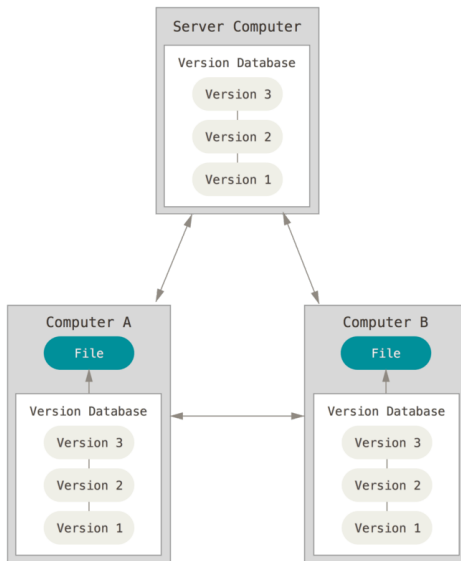 Server Computer
Version Database
Version 3
Version 2
Version 1
Computer A
File
Version Database
Version 3
Version 2
Version 1
Computer B
File
Version Database
Version 3
Version 2
Version 1